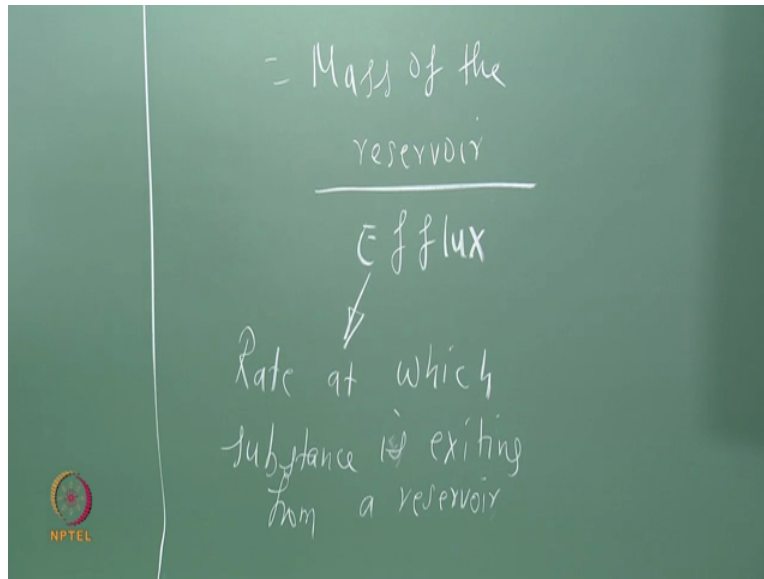 = Mass of the
reservoir
Efflux
Rate at which
substance is exiting
from a reservoir
NPTEL